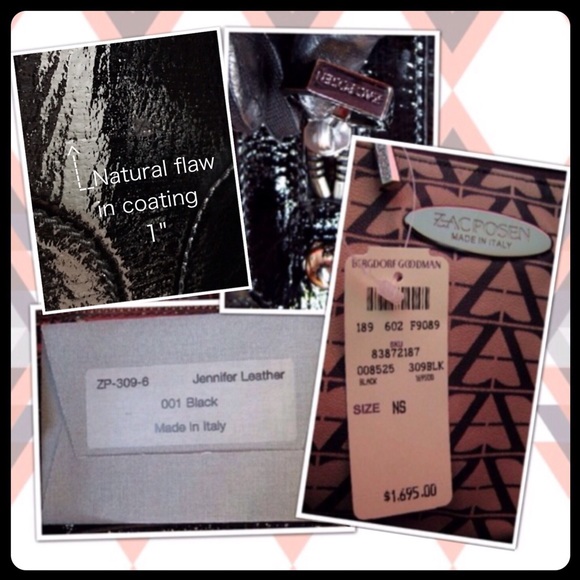 Natural flaw
in coating
1"
ZAC POSEN
ZAC POSEN
MADE IN ITALY
BERGDORF GOODMAN
189 602 F9089
SKU
83872187
008525 309BLK
BLACK
SIZE NS
$1,695.00
ZP-309-6 Jennifer Leather
001 Black
Made in Italy